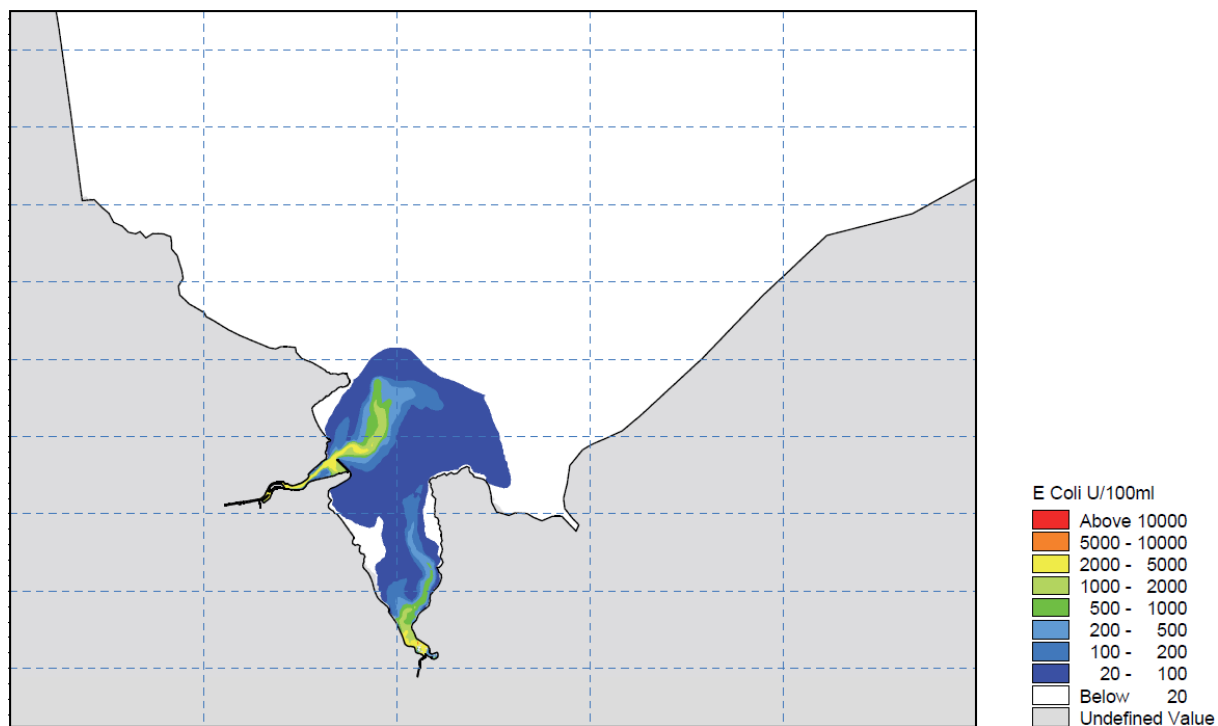 E Coli U/100ml
Above 10000
5000 - 10000
2000 - 5000
1000 - 2000
500 - 1000
200 - 500
100 - 200
20 - 100
Below 20
Undefined Value